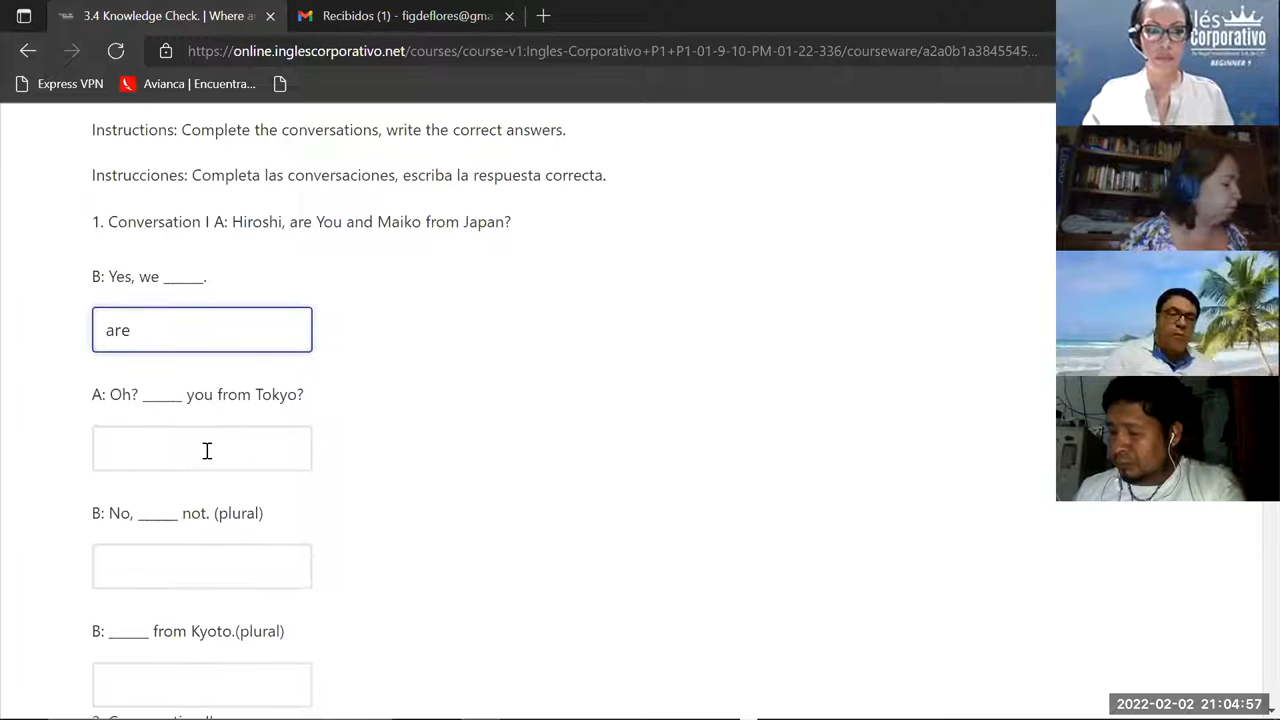 3.4 Knowledge Check. | Where a
Recibidos (1) - figdeflores@gma
https://online.inglescorporativo.net/courses/course-v1:Ingles-Corporativo+P1+P1-01-9-10-PM-01-22-336/courseware/a2a0b1a3845545...
Express VPN
Avianca | Encuentra...
Instructions: Complete the conversations, write the correct answers.
Instrucciones: Completa las conversaciones, escriba la respuesta correcta.
1. Conversation I A: Hiroshi, are You and Maiko from Japan?
B: Yes, we _____.
are
A: Oh? _____ you from Tokyo?
B: No, _____ not. (plural)
B: _____ from Kyoto.(plural)
lés
Corporativo
BEGINNER 1
2022-02-02 21:04:57